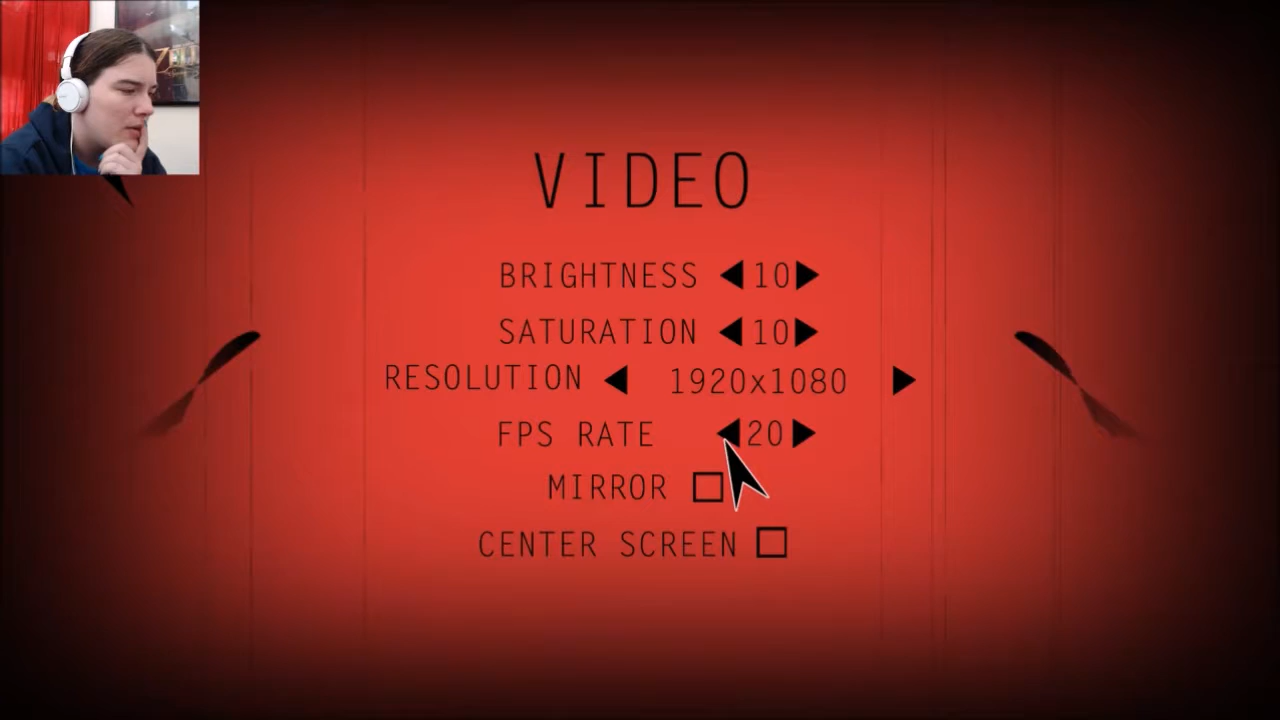 VIDEO
BRIGHTNESS 10
SATURATION 10
RESOLUTION 1920x1080
FPS RATE 20
MIRROR
CENTER SCREEN